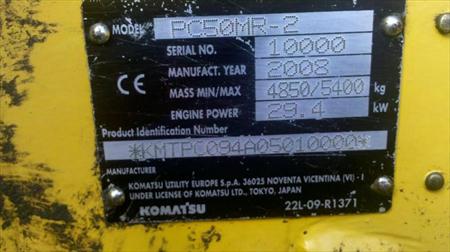 MODEL PC50MR-2
SERIAL NO. 10000
MANUFACT. YEAR 2008
MASS MIN/MAX 4850/5400 kg
ENGINE POWER 29.4 kW
Product Identification Number
*KMTPC094A05010000*
MANUFACTURER
KOMATSU UTILITY EUROPE S.p.A. 36025 NOVENTA VICENTINA (VI) - I
UNDER LICENSE OF KOMATSU LTD., TOKYO, JAPAN
KOMATSU 22L-09-R1371
CE